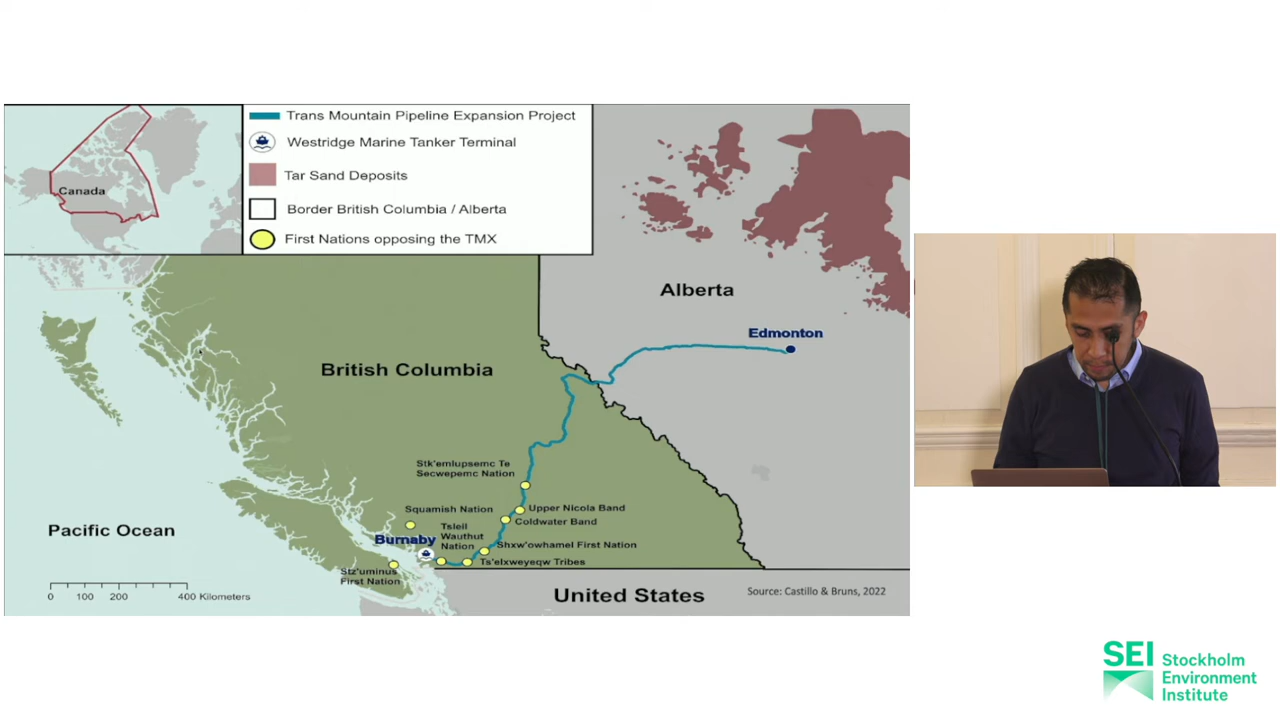 Canada
Trans Mountain Pipeline Expansion Project
Westridge Marine Tanker Terminal
Tar Sand Deposits
Border British Columbia / Alberta
First Nations opposing the TMX
Alberta
Edmonton
British Columbia
Stk'emlupsemc Te
Secwepemc Nation
Squamish Nation
Upper Nicola Band
Coldwater Band
Burnaby
Tsleil
Wauthut
Nation
Shxw'owhamel First Nation
Ts'elxweyeqw Tribes
Stz'uminus
First Nation
Pacific Ocean
0 100 200 400 Kilometers
United States
Source: Castillo & Bruns, 2022
SEI Stockholm
Environment
Institute